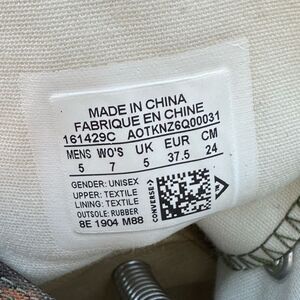 MADE IN CHINA
FABRIQUE EN CHINE
161429C AOTKNZ6Q00031
MENS WO'S UK EUR CM
5 7 5 37.5 24
GENDER: UNISEX
UPPER: TEXTILE
LINING: TEXTILE
OUTSOLE: RUBBER
8E 1904 M88
CONVERSE